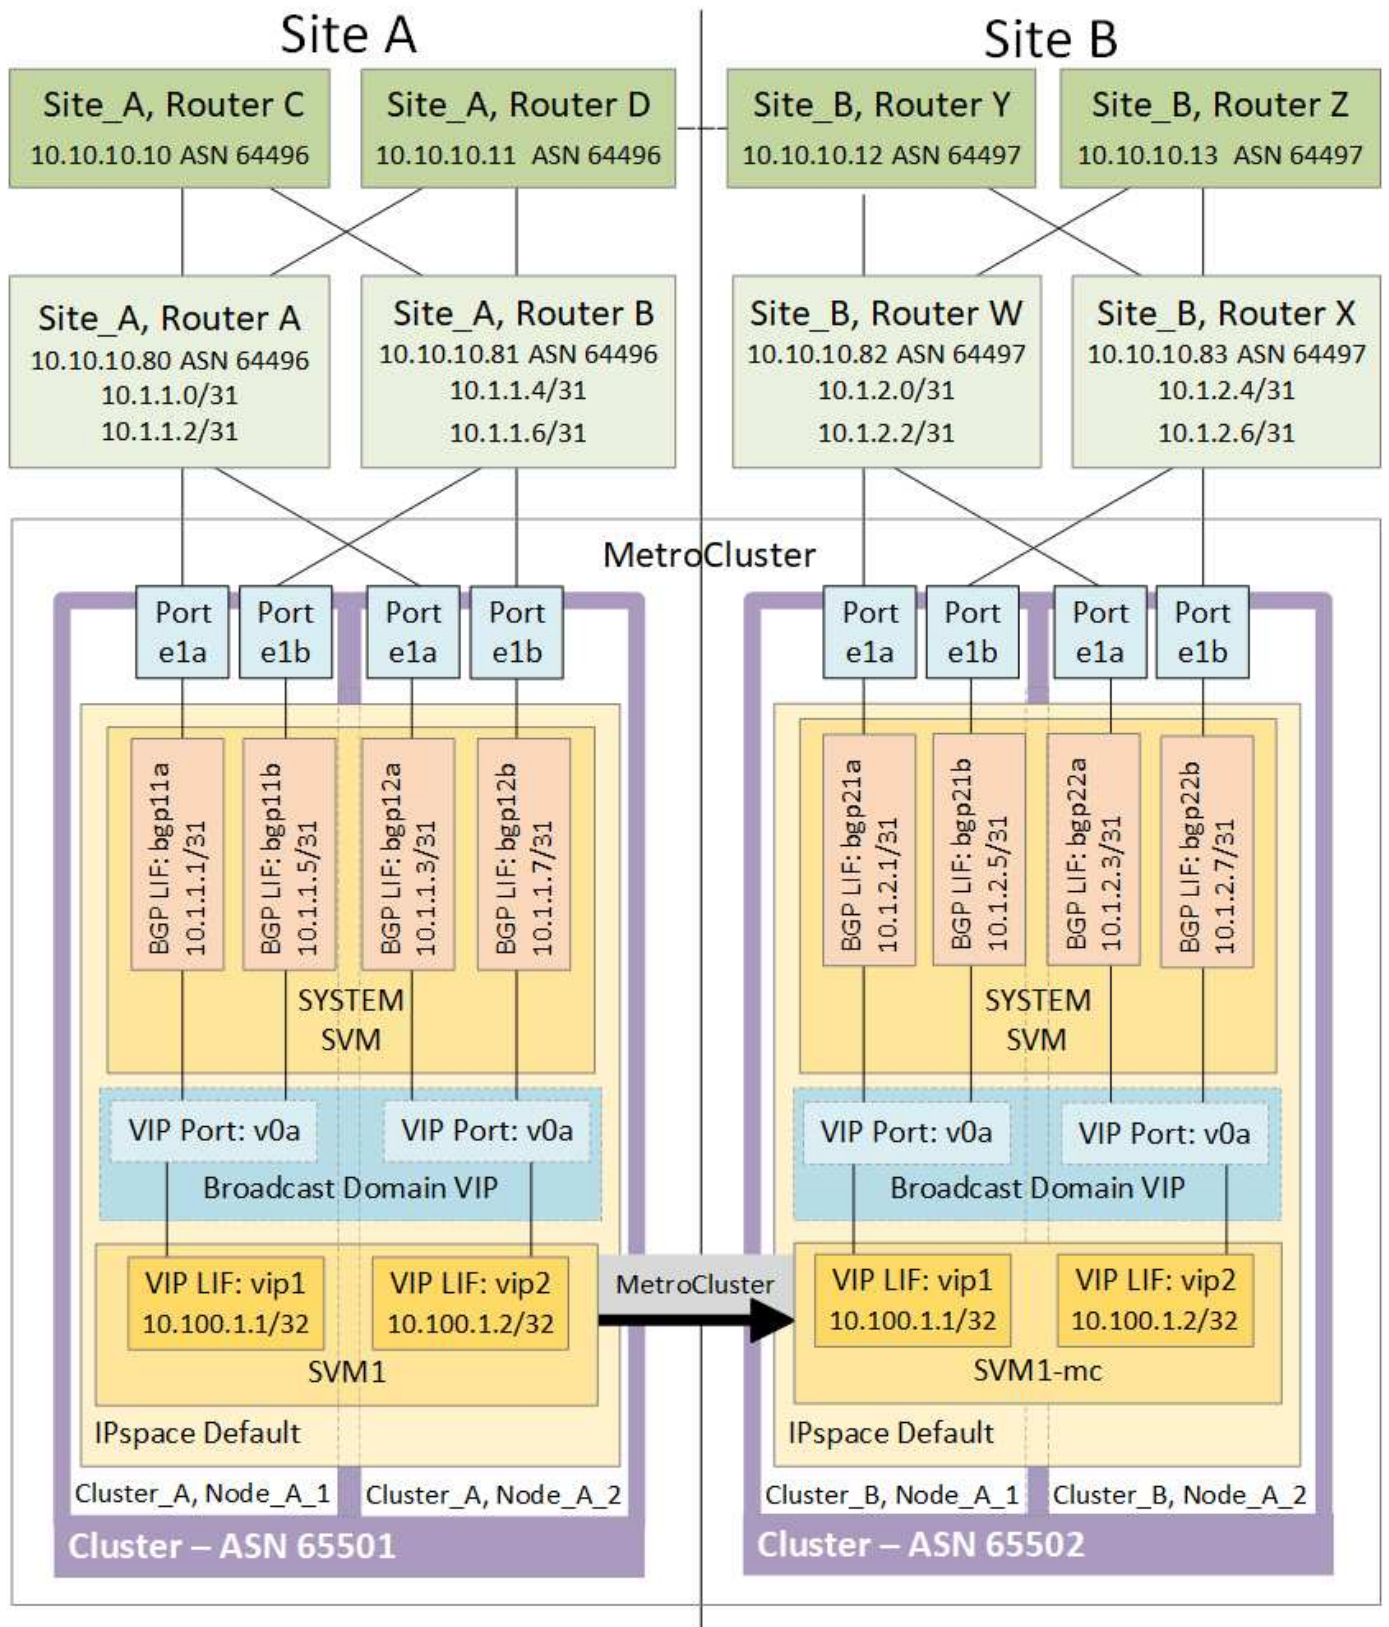 Site A
Site B
Site_A, Router C
10.10.10.10 ASN 64496
Site_A, Router D
10.10.10.11 ASN 64496
Site_B, Router Y
10.10.10.12 ASN 64497
Site_B, Router Z
10.10.10.13 ASN 64497
Site_A, Router A
10.10.10.80 ASN 64496
10.1.1.0/31
10.1.1.2/31
Site_A, Router B
10.10.10.81 ASN 64496
10.1.1.4/31
10.1.1.6/31
Site_B, Router W
10.10.10.82 ASN 64497
10.1.2.0/31
10.1.2.2/31
Site_B, Router X
10.10.10.83 ASN 64497
10.1.2.4/31
10.1.2.6/31
MetroCluster
Port
e1a
Port
e1b
Port
e1a
Port
e1b
Port
e1a
Port
e1b
Port
e1a
Port
e1b
BGP LIF: bgp11a
10.1.1.1/31
BGP LIF: bgp11b
10.1.1.5/31
BGP LIF: bgp12a
10.1.1.3/31
BGP LIF: bgp12b
10.1.1.7/31
SYSTEM
SVM
BGP LIF: bgp21a
10.1.2.1/31
BGP LIF: bgp21b
10.1.2.5/31
BGP LIF: bgp22a
10.1.2.3/31
BGP LIF: bgp22b
10.1.2.7/31
SYSTEM
SVM
VIP Port: v0a
VIP Port: v0a
Broadcast Domain VIP
VIP Port: v0a
VIP Port: v0a
Broadcast Domain VIP
VIP LIF: vip1
10.100.1.1/32
VIP LIF: vip2
10.100.1.2/32
SVM1
MetroCluster
VIP LIF: vip1
10.100.1.1/32
VIP LIF: vip2
10.100.1.2/32
SVM1-mc
IPspace Default
IPspace Default
Cluster_A, Node_A_1
Cluster_A, Node_A_2
Cluster_B, Node_A_1
Cluster_B, Node_A_2
Cluster – ASN 65501
Cluster – ASN 65502